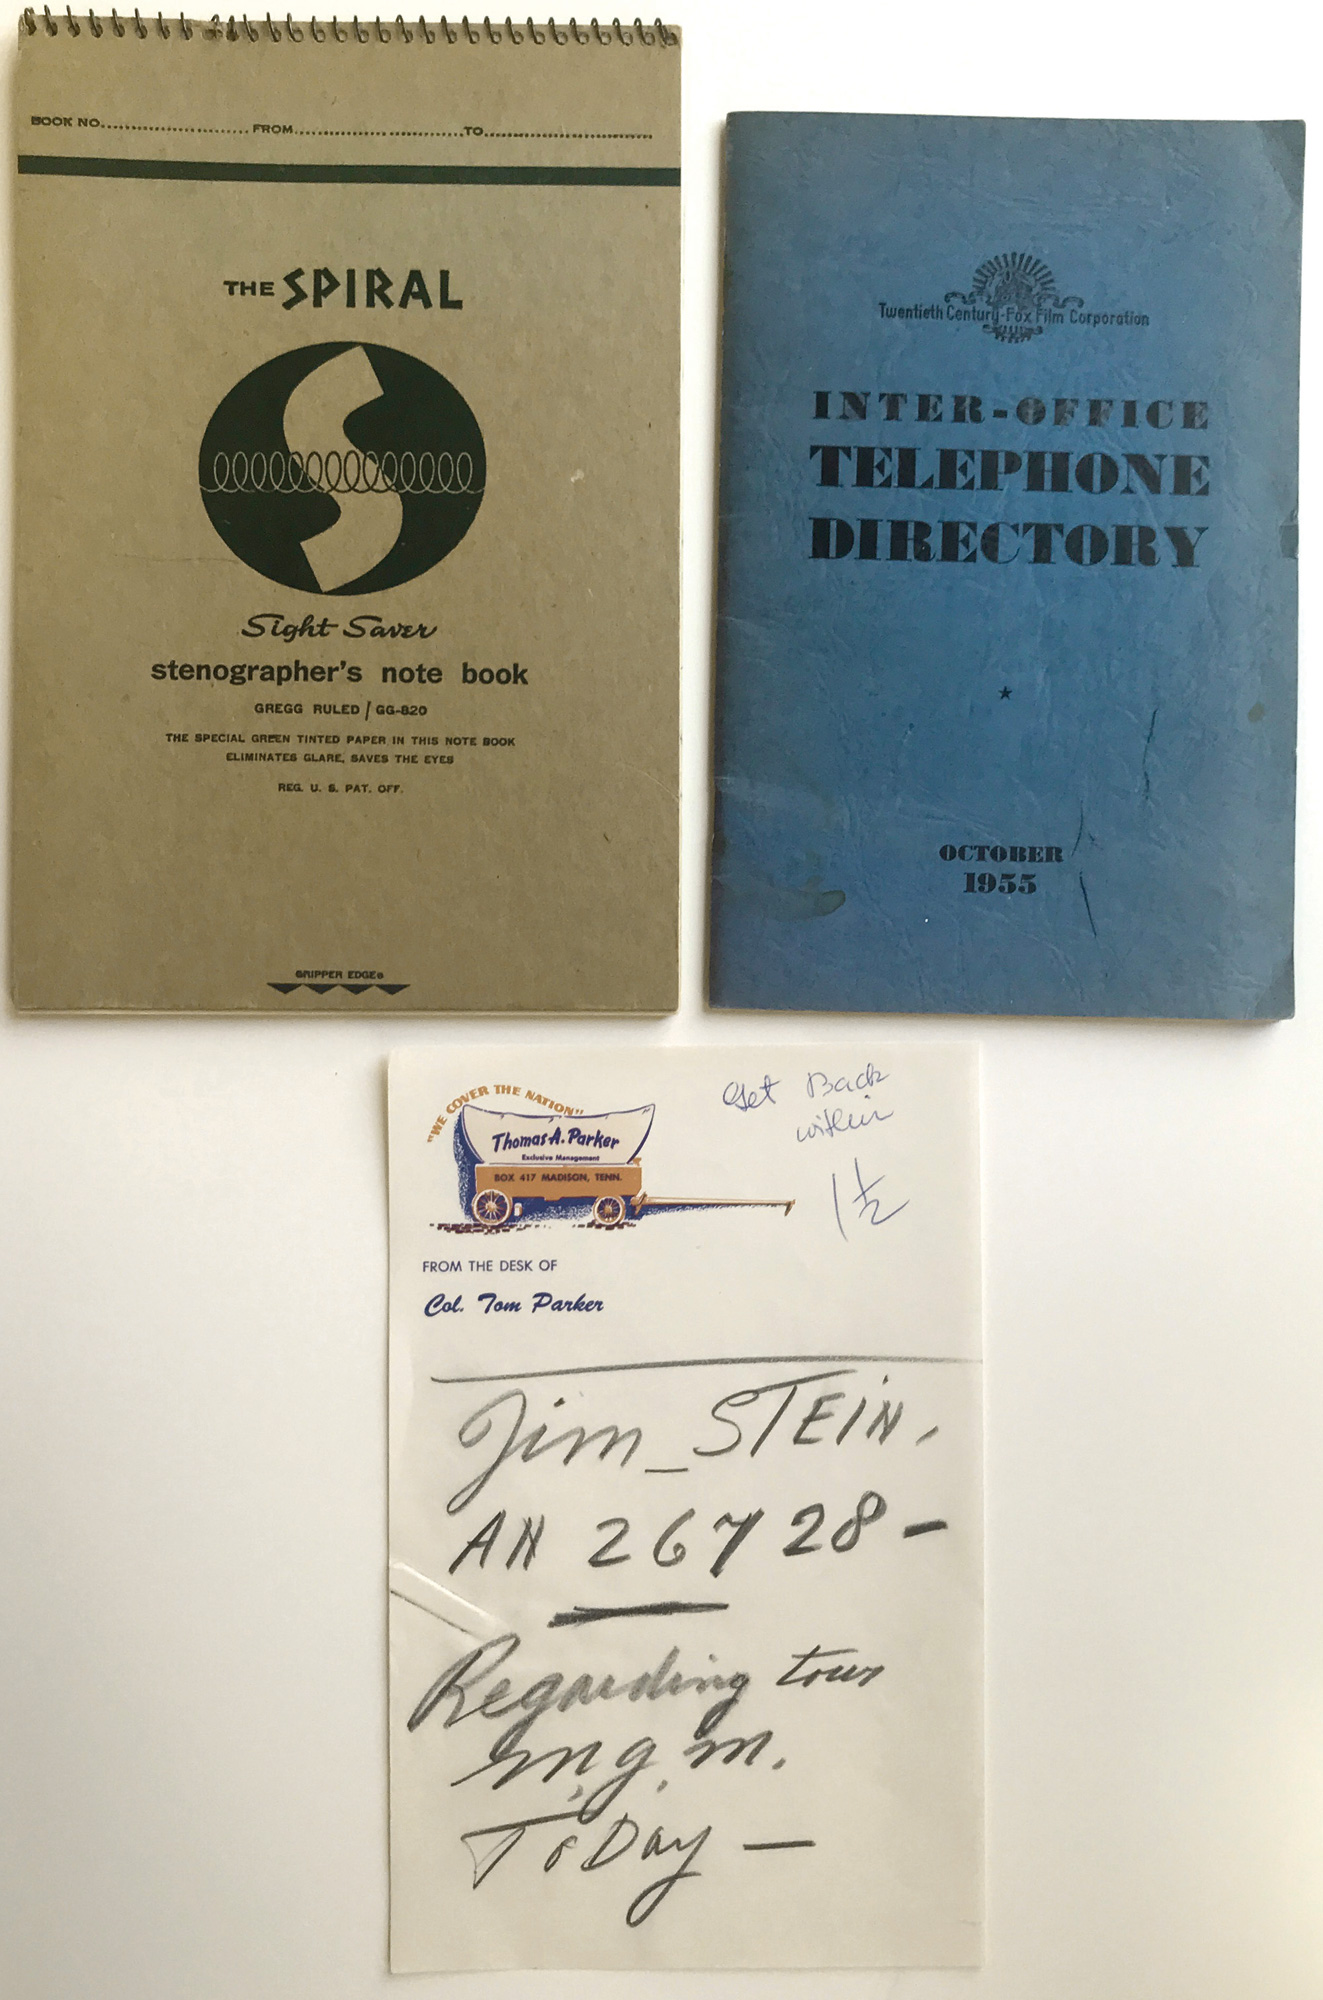 BOOK NO. FROM TO
THE SPIRAL
Sight Saver
stenographer's note book
GREGG RULED / GG-820
THE SPECIAL GREEN TINTED PAPER IN THIS NOTE BOOK
ELIMINATES GLARE, SAVES THE EYES
REG. U. S. PAT. OFF.
GRIPPER EDGE®
Twentieth Century-Fox Film Corporation
INTER-OFFICE
TELEPHONE
DIRECTORY
OCTOBER
1955
"WE COVER THE NATION"
Thomas A. Parker
Exclusive Management
BOX 417 MADISON, TENN.
Get Back
within
1 1/2
FROM THE DESK OF
Col. Tom Parker
Jim STEIN.
AN 26728 —
Regarding tour
m.g.m.
ToDay —